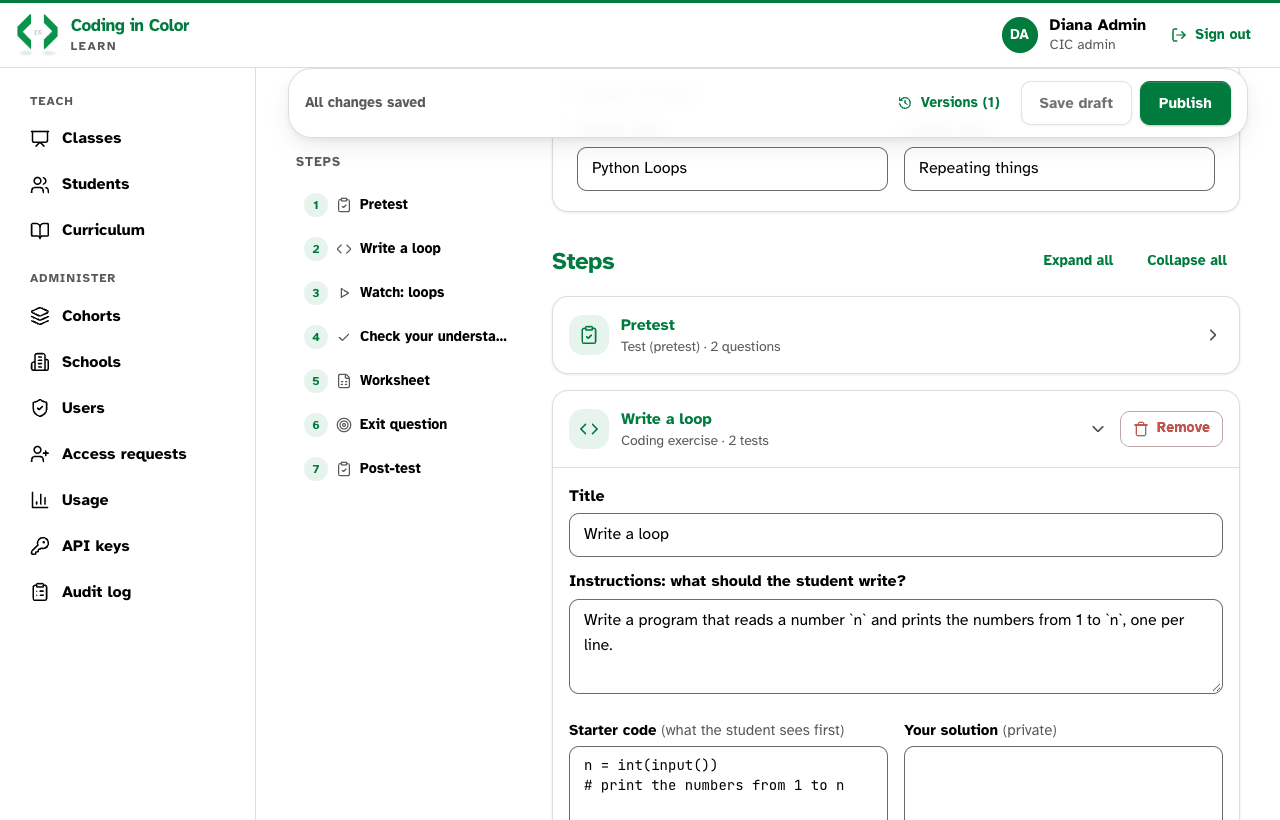 Coding in Color
LEARN
DA
Diana Admin
CIC admin
Sign out
TEACH
Classes
Students
Curriculum
ADMINISTER
Cohorts
Schools
Users
Access requests
Usage
API keys
Audit log
All changes saved
Versions (1)
Save draft
Publish
STEPS
1 Pretest
2 Write a loop
3 Watch: loops
4 Check your understa...
5 Worksheet
6 Exit question
7 Post-test
Python Loops
Repeating things
Steps
Expand all
Collapse all
Pretest
Test (pretest) · 2 questions
Write a loop
Coding exercise · 2 tests
Remove
Title
Write a loop
Instructions: what should the student write?
Write a program that reads a number `n` and prints the numbers from 1 to `n`, one per
line.
Starter code (what the student sees first)
n = int(input())
# print the numbers from 1 to n
Your solution (private)